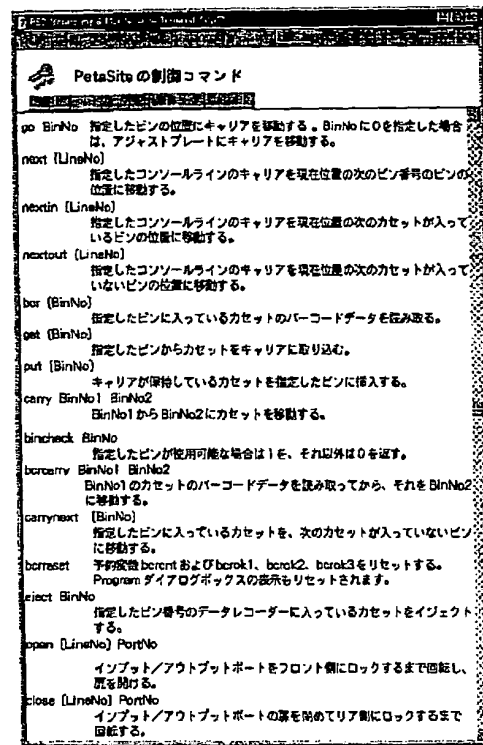 PetaSite の制御コマンド
go BinNo 指定したビンの位置にキャリアを移動する。BinNoに0を指定した場合
は、アジャストプレートにキャリアを移動する。
next [LineNo]
指定したコンソールラインのキャリアを現在位置の次のビン番号のビンの
位置に移動する。
nextin [LineNo]
指定したコンソールラインのキャリアを現在位置の次のカセットが入って
いるビンの位置に移動する。
nextout [LineNo]
指定したコンソールラインのキャリアを現在位置の次のカセットが入って
いないビンの位置に移動する。
bcr [BinNo]
指定したビンに入っているカセットのバーコードデータを読み取る。
get [BinNo]
指定したビンからカセットをキャリアに取り込む。
put [BinNo]
キャリアが保持しているカセットを指定したビンに挿入する。
carry BinNo1 BinNo2
BinNo1からBinNo2にカセットを移動する。
bincheck BinNo
指定したビンが使用可能な場合は1を、それ以外は0を返す。
bcrcarry BinNo1 BinNo2
BinNo1のカセットのバーコードデータを読み取ってから、それをBinNo2
に移動する。
carrynext [BinNo]
指定したビンに入っているカセットを、次のカセットが入っていないビン
に移動する。
bcrreset 予約変数bcrcntおよびbcrok1、bcrok2、bcrok3をリセットする。
Program ダイアログボックスの表示もリセットされます。
eject BinNo
指定したビン番号のデータレコーダーに入っているカセットをイジェクト
する。
open [LineNo] PortNo
インプット／アウトプットポートをフロント側にロックするまで回転し、
扉を開ける。
close [LineNo] PortNo
インプット／アウトプットポートの扉を閉めてリア側にロックするまで
回転する。